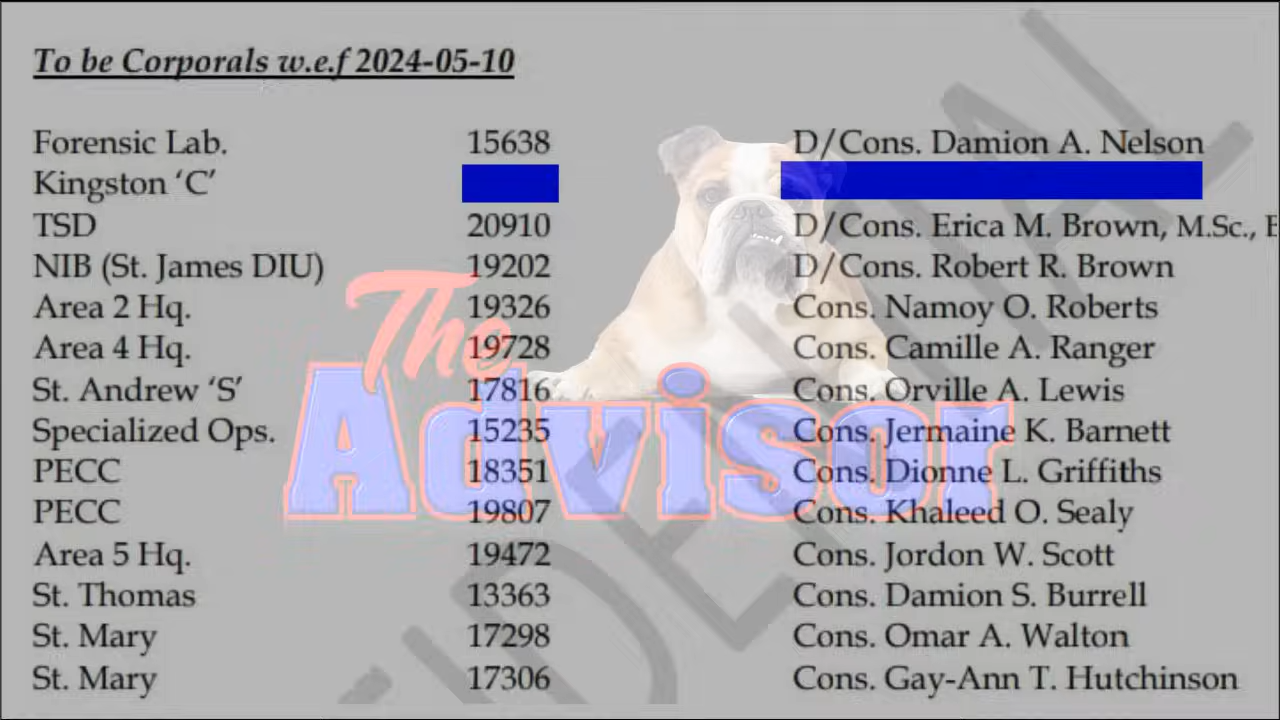 To be Corporals w.e.f 2024-05-10
Forensic Lab. 15638 D/Cons. Damion A. Nelson
Kingston ‘C’
TSD 20910 D/Cons. Erica M. Brown, M.Sc.,
NIB (St. James DIU) 19202 D/Cons. Robert R. Brown
Area 2 Hq. 19326 Cons. Namoy O. Roberts
Area 4 Hq. 19728 Cons. Camille A. Ranger
St. Andrew ‘S’ 17816 Cons. Orville A. Lewis
Specialized Ops. 15235 Cons. Jermaine K. Barnett
PECC 18351 Cons. Dionne L. Griffiths
PECC 19807 Cons. Khaleed O. Sealy
Area 5 Hq. 19472 Cons. Jordon W. Scott
St. Thomas 13363 Cons. Damion S. Burrell
St. Mary 17298 Cons. Omar A. Walton
St. Mary 17306 Cons. Gay-Ann T. Hutchinson
The
Advisor